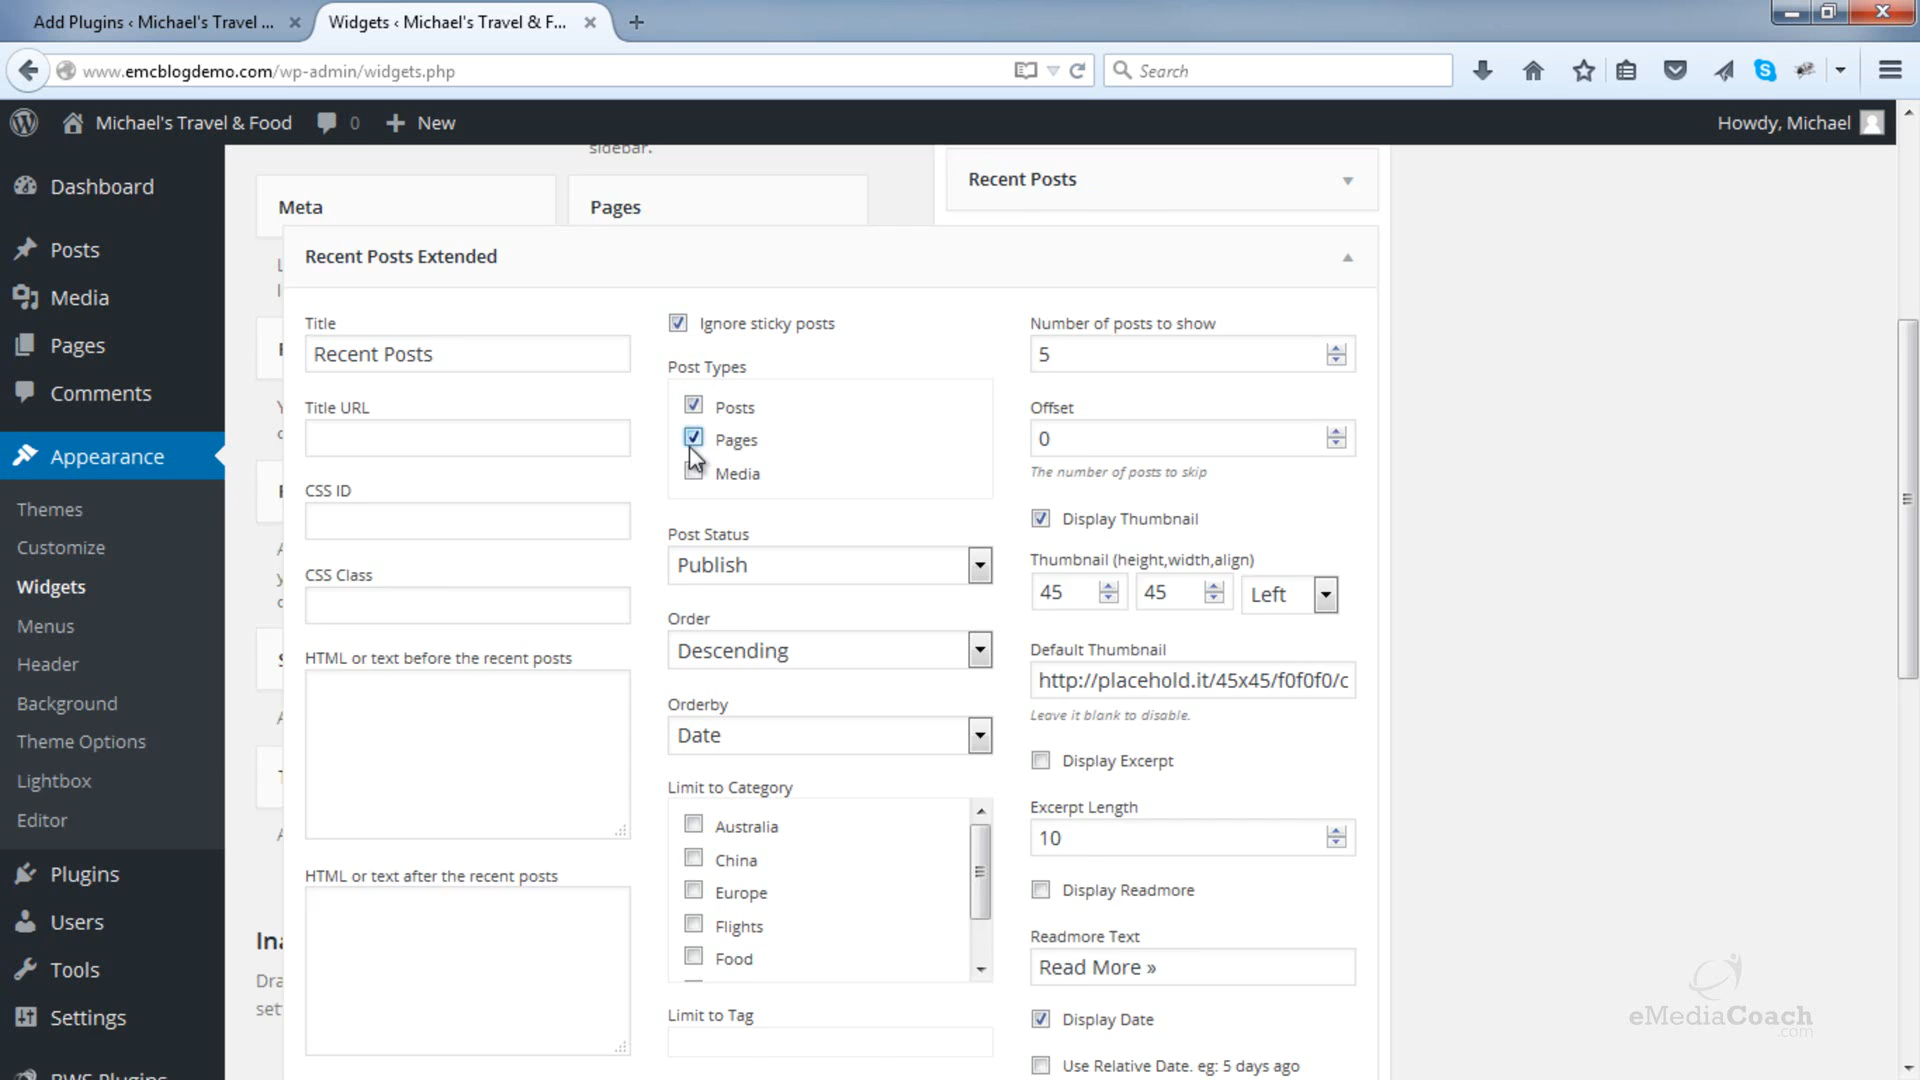 Add Plugins ‹ Michael's Travel ...
Widgets ‹ Michael's Travel & F...
www.emcblogdemo.com/wp-admin/widgets.php
Search
Michael's Travel & Food
0
New
Howdy, Michael
Dashboard
Posts
Media
Pages
Comments
Appearance
Themes
Customize
Widgets
Menus
Header
Background
Theme Options
Lightbox
Editor
Plugins
Users
Tools
Settings
BWS Plugins
sidebar.
Meta
Pages
Recent Posts
Recent Posts Extended
Title
Recent Posts
Title URL
CSS ID
CSS Class
HTML or text before the recent posts
HTML or text after the recent posts
Ignore sticky posts
Post Types
Posts
Pages
Media
Post Status
Publish
Order
Descending
Orderby
Date
Limit to Category
Australia
China
Europe
Flights
Food
Limit to Tag
Number of posts to show
5
Offset
0
The number of posts to skip
Display Thumbnail
Thumbnail (height,width,align)
45 45 Left
Default Thumbnail
http://placehold.it/45x45/f0f0f0/c
Leave it blank to disable.
Display Excerpt
Excerpt Length
10
Display Readmore
Readmore Text
Read More »
Display Date
Use Relative Date. eg: 5 days ago
eMediaCoach
.com